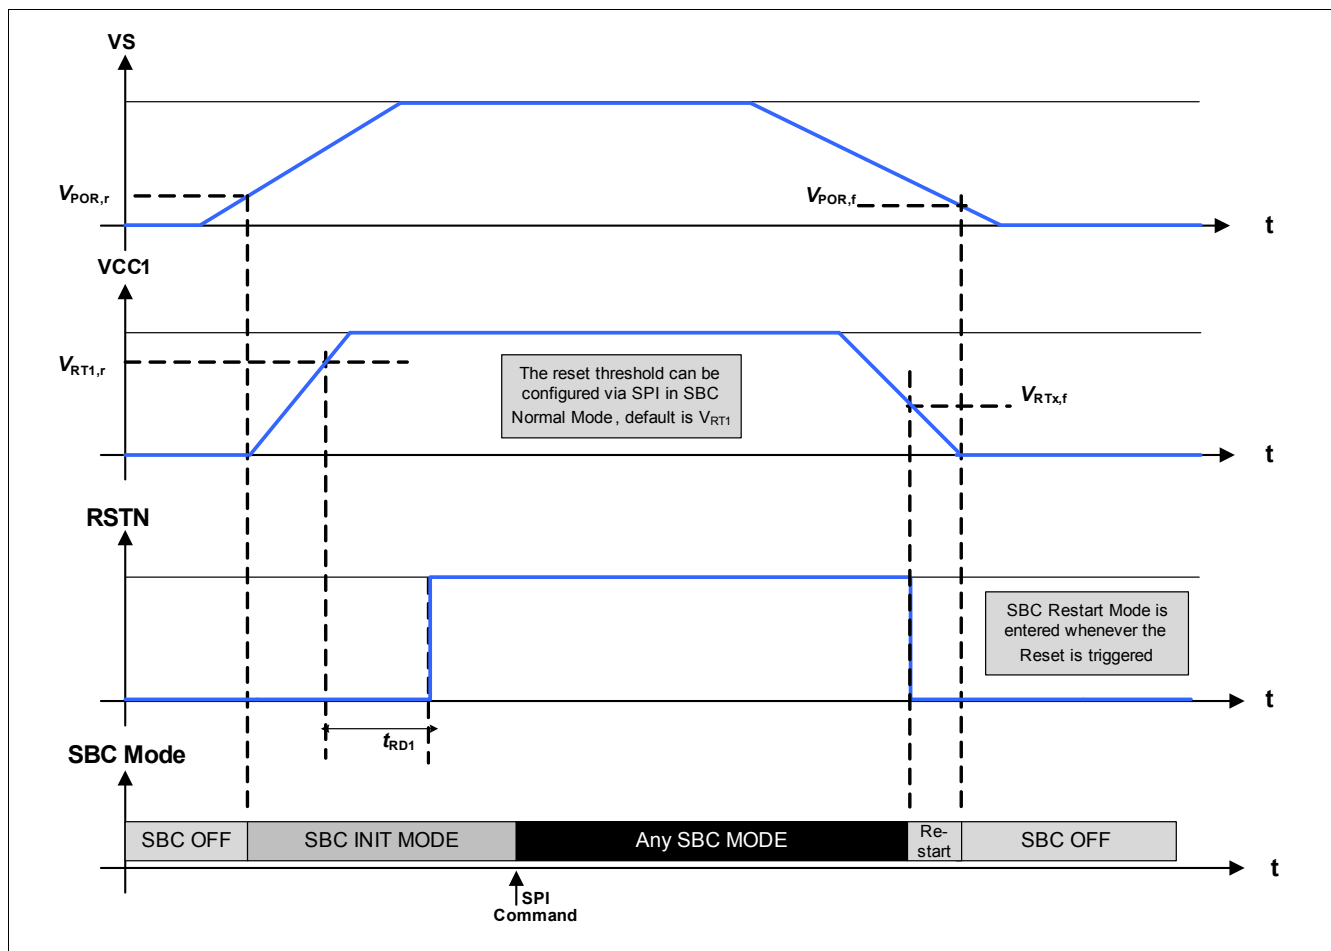 VS
VPOR,r
VPOR,f
t
VCC1
VRT1,r
The reset threshold can be
configured via SPI in SBC
Normal Mode, default is VRT1
VRTx,f
t
RSTN
SBC Restart Mode is
entered whenever the
Reset is triggered
t
tRD1
SBC Mode
SBC OFF
SBC INIT MODE
Any SBC MODE
Re-
start
SBC OFF
t
SPI
Command